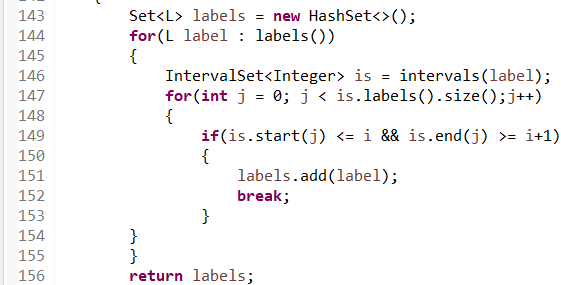 143 Set<L> labels = new HashSet<>();
144 for(L label : labels())
145 {
146 IntervalSet<Integer> is = intervals(label);
147 for(int j = 0; j < is.labels().size();j++)
148 {
149 if(is.start(j) <= i && is.end(j) >= i+1)
150 {
151 labels.add(label);
152 break;
153 }
154 }
155 }
156 return labels;